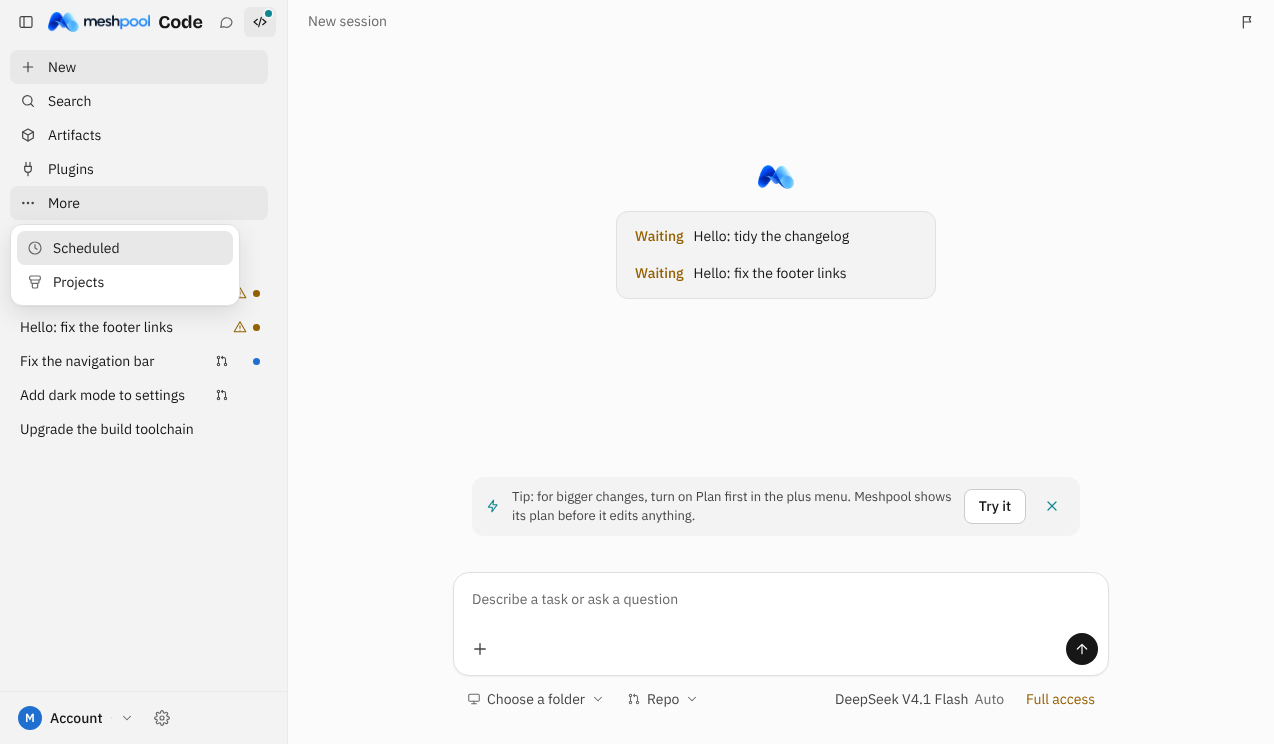 meshpool Code
New session
New
Search
Artifacts
Plugins
More
Scheduled
Projects
Hello: fix the footer links
Fix the navigation bar
Add dark mode to settings
Upgrade the build toolchain
M Account
Waiting Hello: tidy the changelog
Waiting Hello: fix the footer links
Tip: for bigger changes, turn on Plan first in the plus menu. Meshpool shows
its plan before it edits anything.
Try it
Describe a task or ask a question
Choose a folder
Repo
DeepSeek V4.1 Flash Auto
Full access